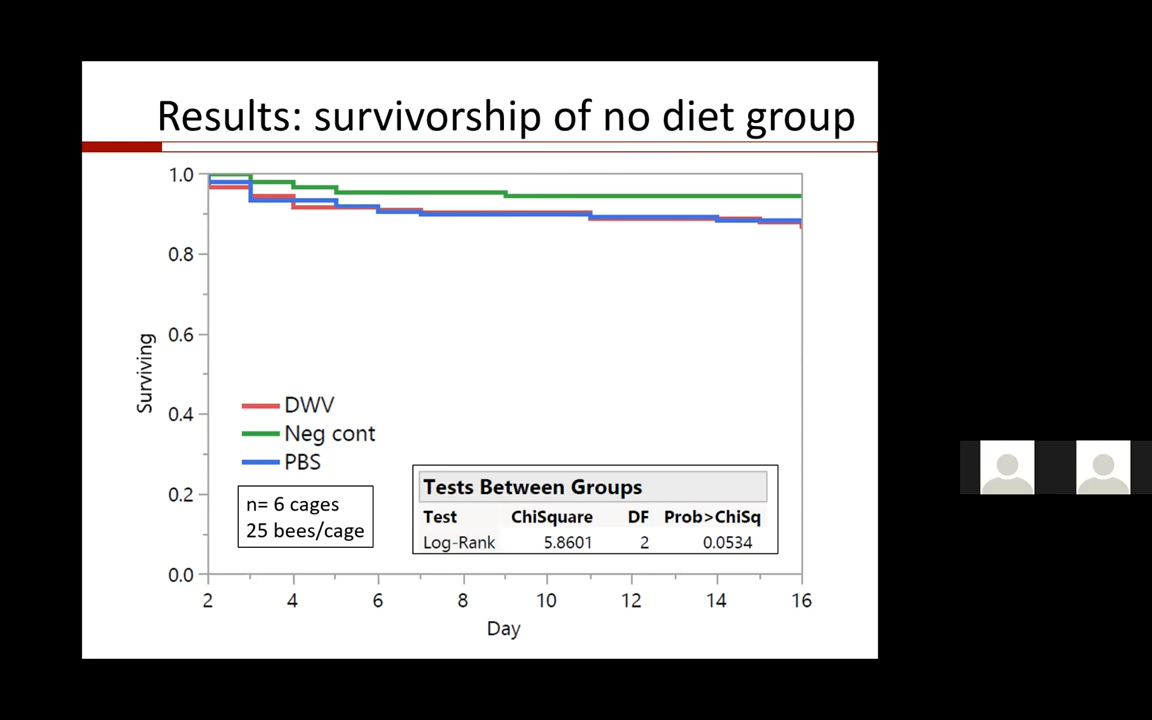 Results: survivorship of no diet group
1.0
0.8
0.6
0.4
0.2
0.0
Surviving
DWV
Neg cont
PBS
n= 6 cages
25 bees/cage
Tests Between Groups
Test ChiSquare DF Prob>ChiSq
Log-Rank 5.8601 2 0.0534
2 4 6 8 10 12 14 16
Day